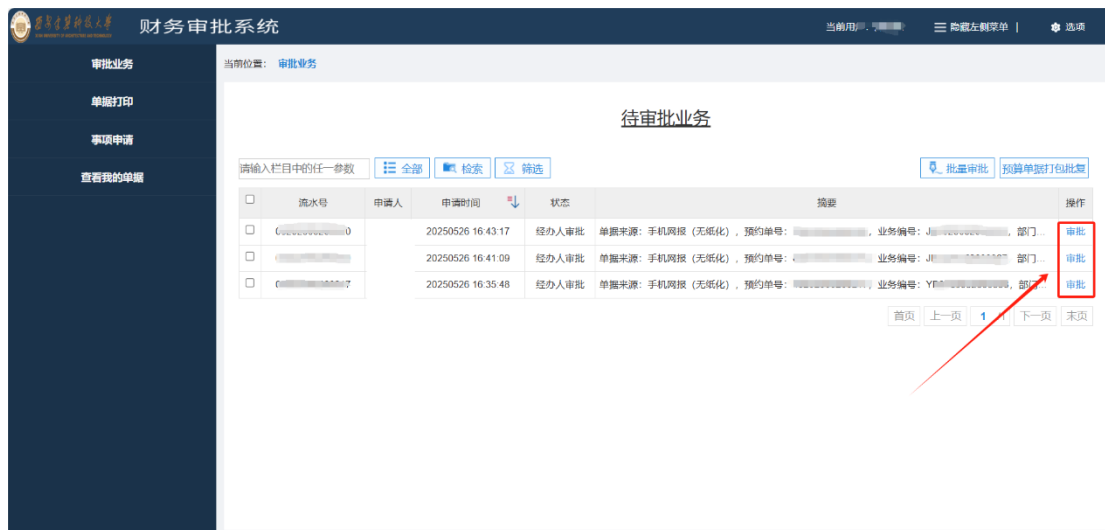 西安建筑科技大学 财务审批系统 当前用户: 隐藏左侧菜单 | 选项
审批业务
单据打印
事项申请
查看我的单据
当前位置: 审批业务
待审批业务
请输入栏目中的任一参数 全部 检索 筛选 批量审批 预算单据打包批复
流水号 申请人 申请时间 状态 摘要 操作
20250526 16:43:17 经办人审批 单据来源：手机网报（无纸化），预约单号： ，业务编号： ，部门... 审批
20250526 16:41:09 经办人审批 单据来源：手机网报（无纸化），预约单号： ，业务编号： 部门... 审批
20250526 16:35:48 经办人审批 单据来源：手机网报（无纸化），预约单号： ，业务编号： ，部门... 审批
首页 上一页 1 下一页 末页